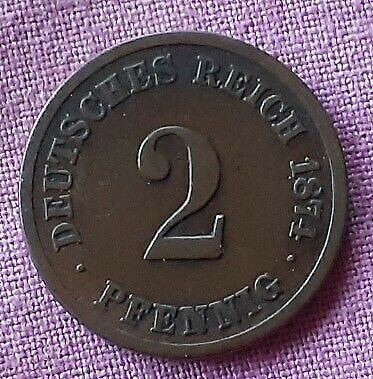 DEUTSCHES REICH 1874
2
· PFENNIG ·